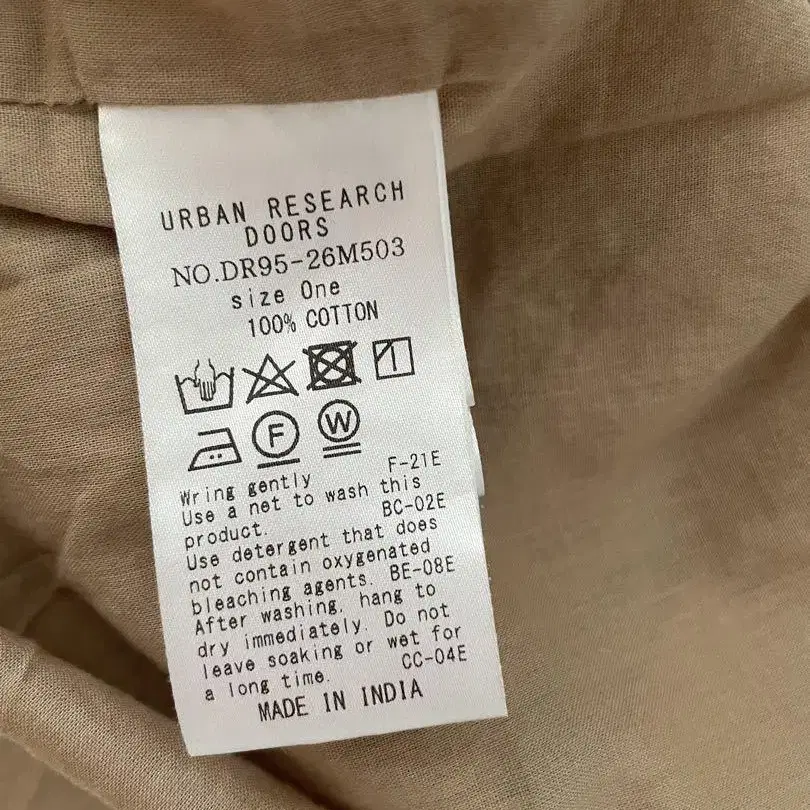 URBAN RESEARCH
DOORS
NO.DR95-26M503
size One
100% COTTON
F
W
F-21E
Wring gently
Use a net to wash this
product. BC-02E
Use detergent that does
not contain oxygenated
bleaching agents. BE-08E
After washing, hang to
dry immediately. Do not
leave soaking or wet for
a long time. CC-04E
MADE IN INDIA